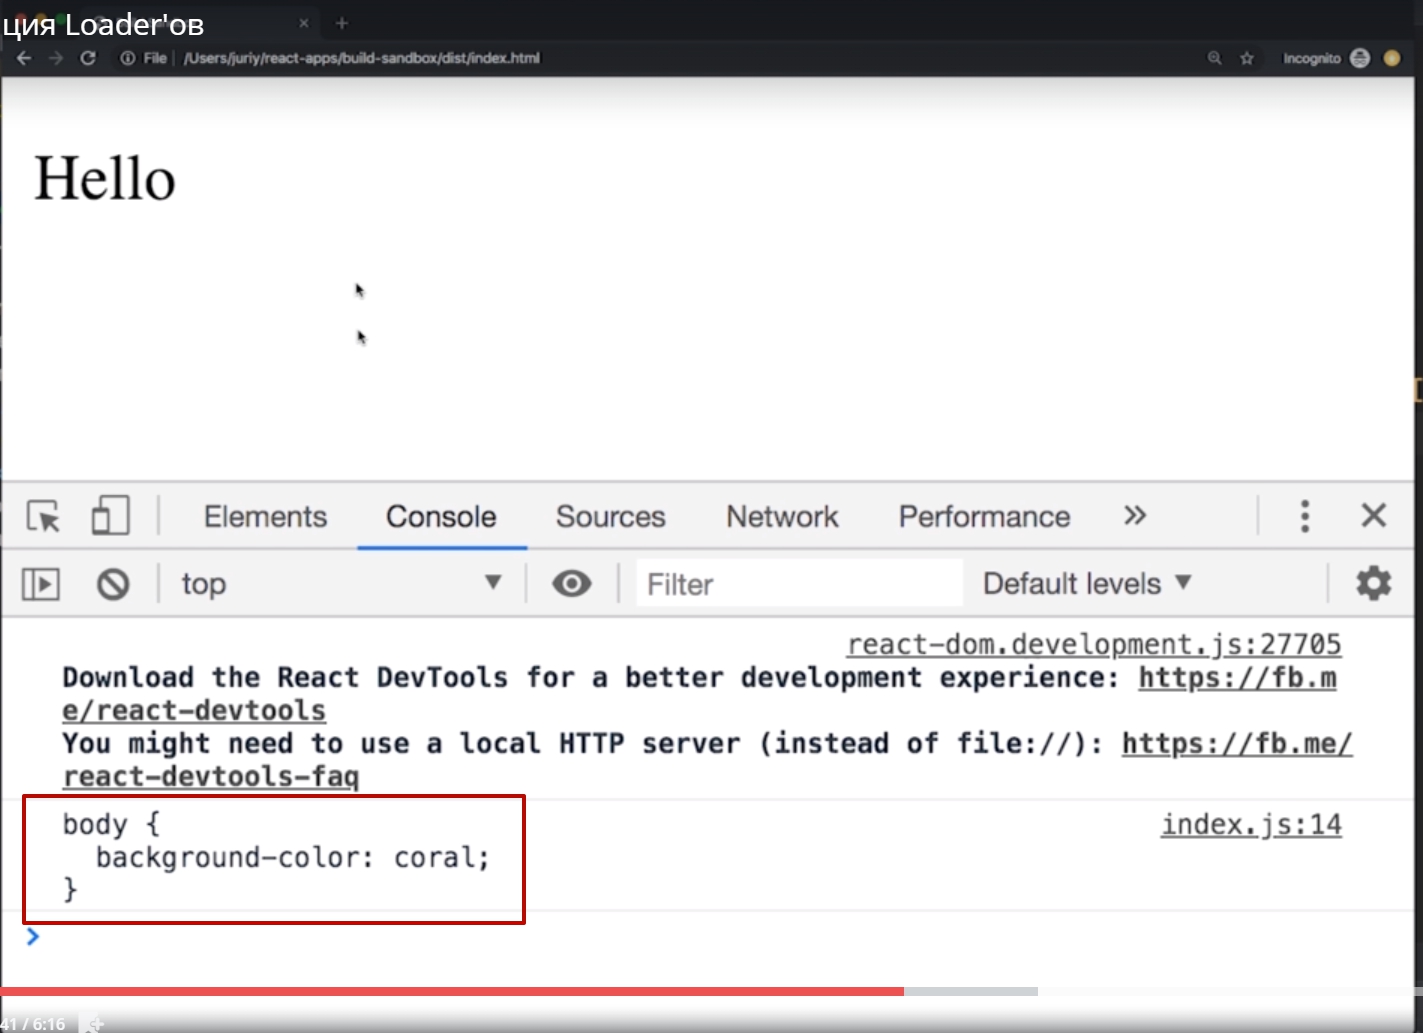 ция Loader'ов
File /Users/juriy/react-apps/build-sandbox/dist/index.html Incognito
Hello
Elements Console Sources Network Performance »
top Filter Default levels
react-dom.development.js:27705
Download the React DevTools for a better development experience: https://fb.m
e/react-devtools
You might need to use a local HTTP server (instead of file://): https://fb.me/
react-devtools-faq
body { index.js:14
background-color: coral;
}
41 / 6:16